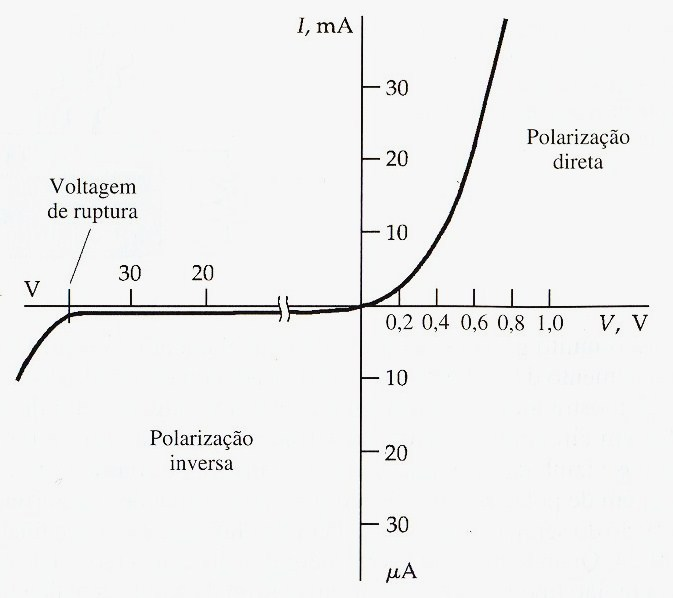 I, mA
30
20
10
Polarização
direta
Voltagem
de ruptura
V
30
20
0,2 0,4 0,6 0,8 1,0 V, V
10
20
30
Polarização
inversa
μA